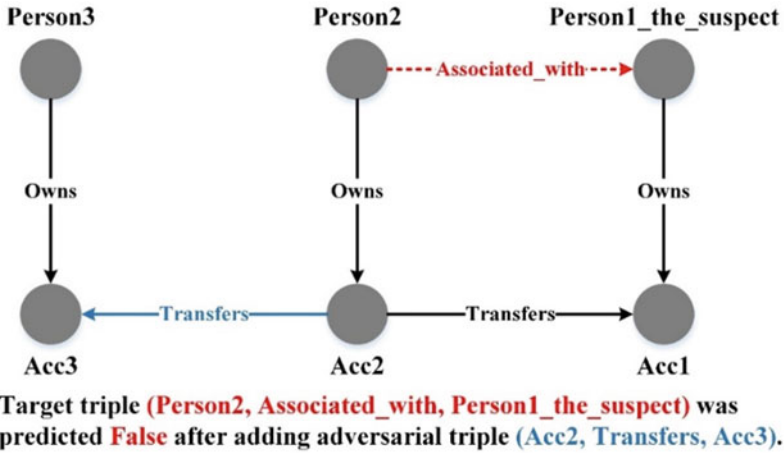 Person3 Person2 Person1_the_suspect
Associated_with
Owns Owns Owns
Transfers Transfers
Acc3 Acc2 Acc1
Target triple (Person2, Associated_with, Person1_the_suspect) was
predicted False after adding adversarial triple (Acc2, Transfers, Acc3).